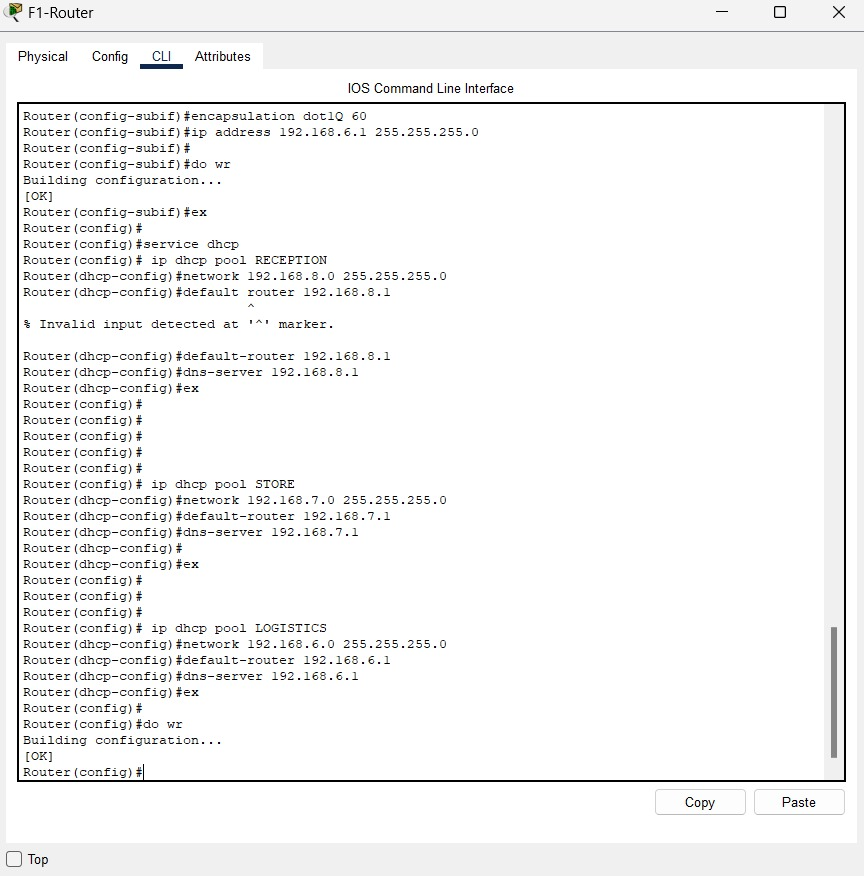 F1-Router
Physical Config CLI Attributes
IOS Command Line Interface
Router(config-subif)#encapsulation dot1Q 60
Router(config-subif)#ip address 192.168.6.1 255.255.255.0
Router(config-subif)#
Router(config-subif)#do wr
Building configuration...
[OK]
Router(config-subif)#ex
Router(config)#
Router(config)#service dhcp
Router(config)# ip dhcp pool RECEPTION
Router(dhcp-config)#network 192.168.8.0 255.255.255.0
Router(dhcp-config)#default router 192.168.8.1
^
% Invalid input detected at '^' marker.
Router(dhcp-config)#default-router 192.168.8.1
Router(dhcp-config)#dns-server 192.168.8.1
Router(dhcp-config)#ex
Router(config)#
Router(config)#
Router(config)#
Router(config)#
Router(config)#
Router(config)# ip dhcp pool STORE
Router(dhcp-config)#network 192.168.7.0 255.255.255.0
Router(dhcp-config)#default-router 192.168.7.1
Router(dhcp-config)#dns-server 192.168.7.1
Router(dhcp-config)#
Router(dhcp-config)#ex
Router(config)#
Router(config)#
Router(config)#
Router(config)# ip dhcp pool LOGISTICS
Router(dhcp-config)#network 192.168.6.0 255.255.255.0
Router(dhcp-config)#default-router 192.168.6.1
Router(dhcp-config)#dns-server 192.168.6.1
Router(dhcp-config)#ex
Router(config)#
Router(config)#do wr
Building configuration...
[OK]
Router(config)#
Copy Paste
Top